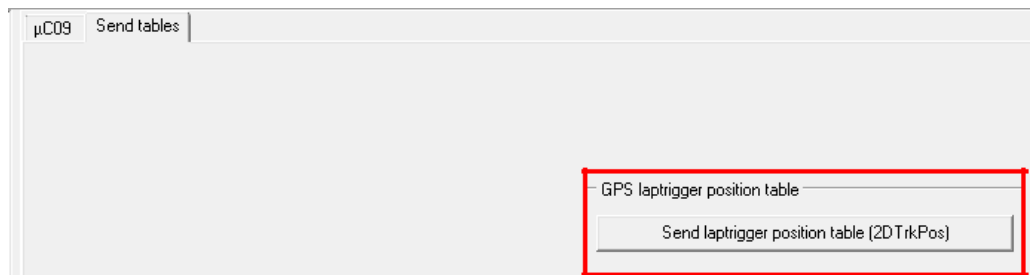 µC09 Send tables
GPS laptrigger position table
Send laptrigger position table (2DTrkPos)